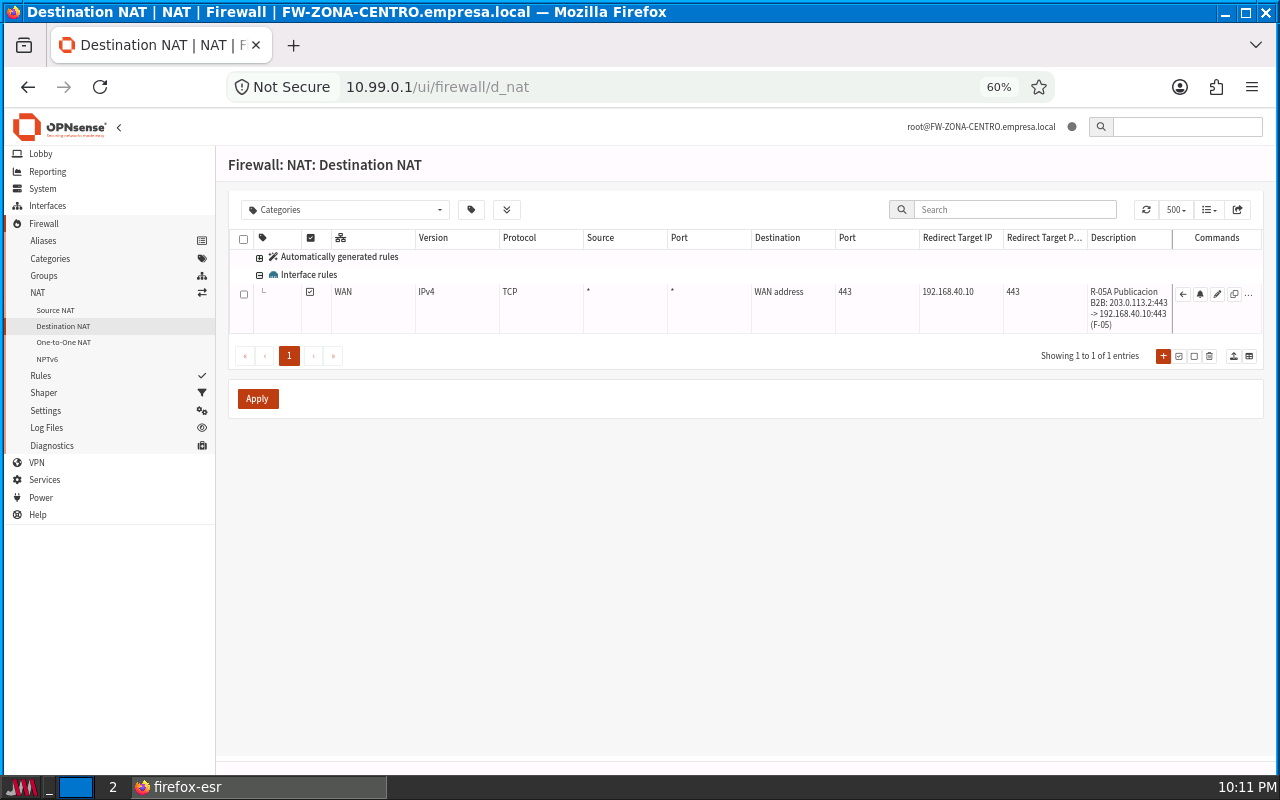 Destination NAT | NAT | Firewall | FW-ZONA-CENTRO.empresa.local — Mozilla Firefox
Destination NAT | NAT | F
Not Secure 10.99.0.1/ui/firewall/d_nat 60%
OPNsense
root@FW-ZONA-CENTRO.empresa.local
Lobby
Reporting
System
Interfaces
Firewall
Aliases
Categories
Groups
NAT
Source NAT
Destination NAT
One-to-One NAT
NPTv6
Rules
Shaper
Settings
Log Files
Diagnostics
VPN
Services
Power
Help
Firewall: NAT: Destination NAT
Categories
Search
500
Version Protocol Source Port Destination Port Redirect Target IP Redirect Target P... Description Commands
Automatically generated rules
Interface rules
WAN IPv4 TCP * * WAN address 443 192.168.40.10 443 R-05A Publicacion
B2B: 203.0.113.2:443
-> 192.168.40.10:443
(F-05)
« ‹ 1 › »
Showing 1 to 1 of 1 entries
Apply
2 firefox-esr 10:11 PM